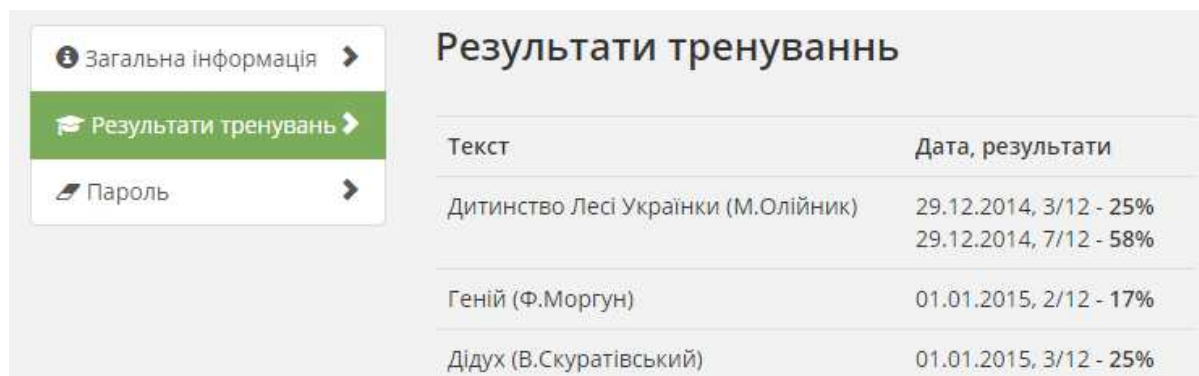 Загальна інформація
Результати тренувань
Пароль
Результати тренуваннь
Текст Дата, результати
Дитинство Лесі Українки (М.Олійник) 29.12.2014, 3/12 - 25%
29.12.2014, 7/12 - 58%
Геній (Ф.Моргун) 01.01.2015, 2/12 - 17%
Дідух (В.Скуратівський) 01.01.2015, 3/12 - 25%